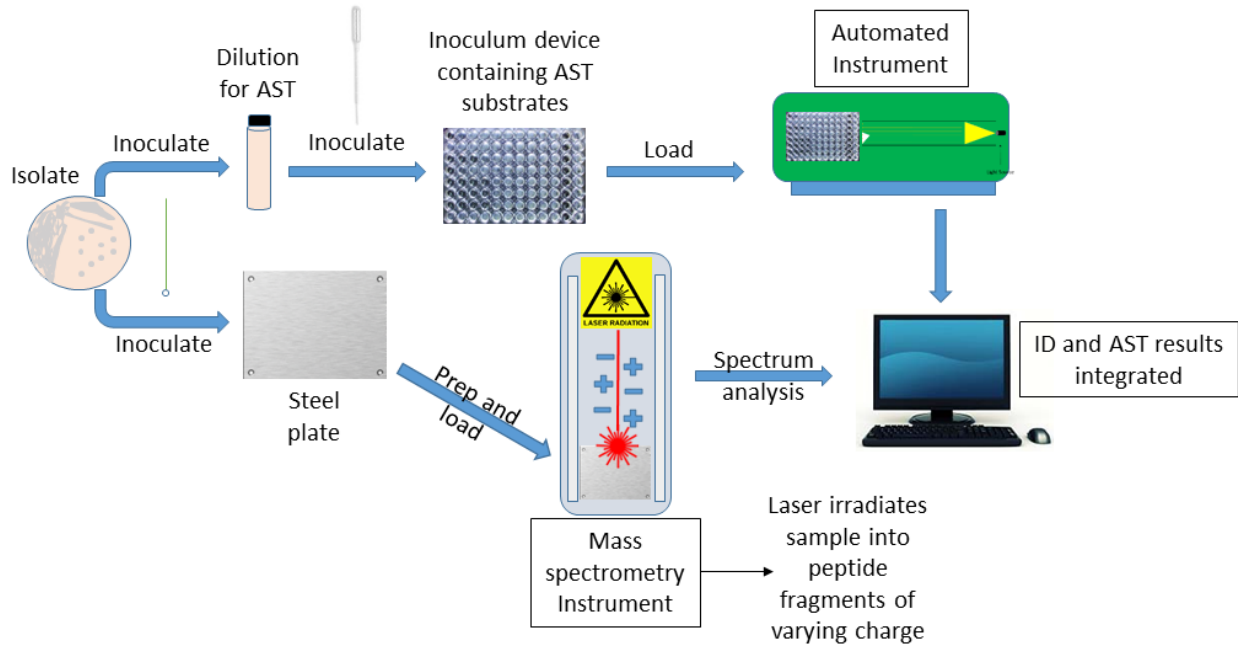 Isolate
Inoculate
Dilution
for AST
Inoculate
Inoculum device
containing AST
substrates
Load
Automated
Instrument
Light Source
Inoculate
Steel
plate
Prep and
load
LASER RADIATION
Mass
spectrometry
Instrument
Laser irradiates
sample into
peptide
fragments of
varying charge
Spectrum
analysis
ID and AST results
integrated